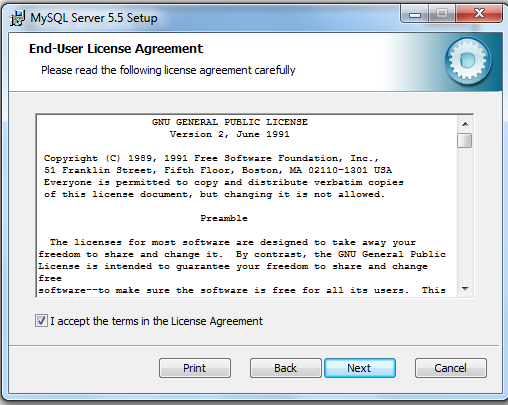 MySQL Server 5.5 Setup
End-User License Agreement
Please read the following license agreement carefully
GNU GENERAL PUBLIC LICENSE
Version 2, June 1991
Copyright (C) 1989, 1991 Free Software Foundation, Inc.,
51 Franklin Street, Fifth Floor, Boston, MA 02110-1301 USA
Everyone is permitted to copy and distribute verbatim copies
of this license document, but changing it is not allowed.
Preamble
The licenses for most software are designed to take away your
freedom to share and change it.  By contrast, the GNU General Public
License is intended to guarantee your freedom to share and change
free
software--to make sure the software is free for all its users.  This
I accept the terms in the License Agreement
Print Back Next Cancel